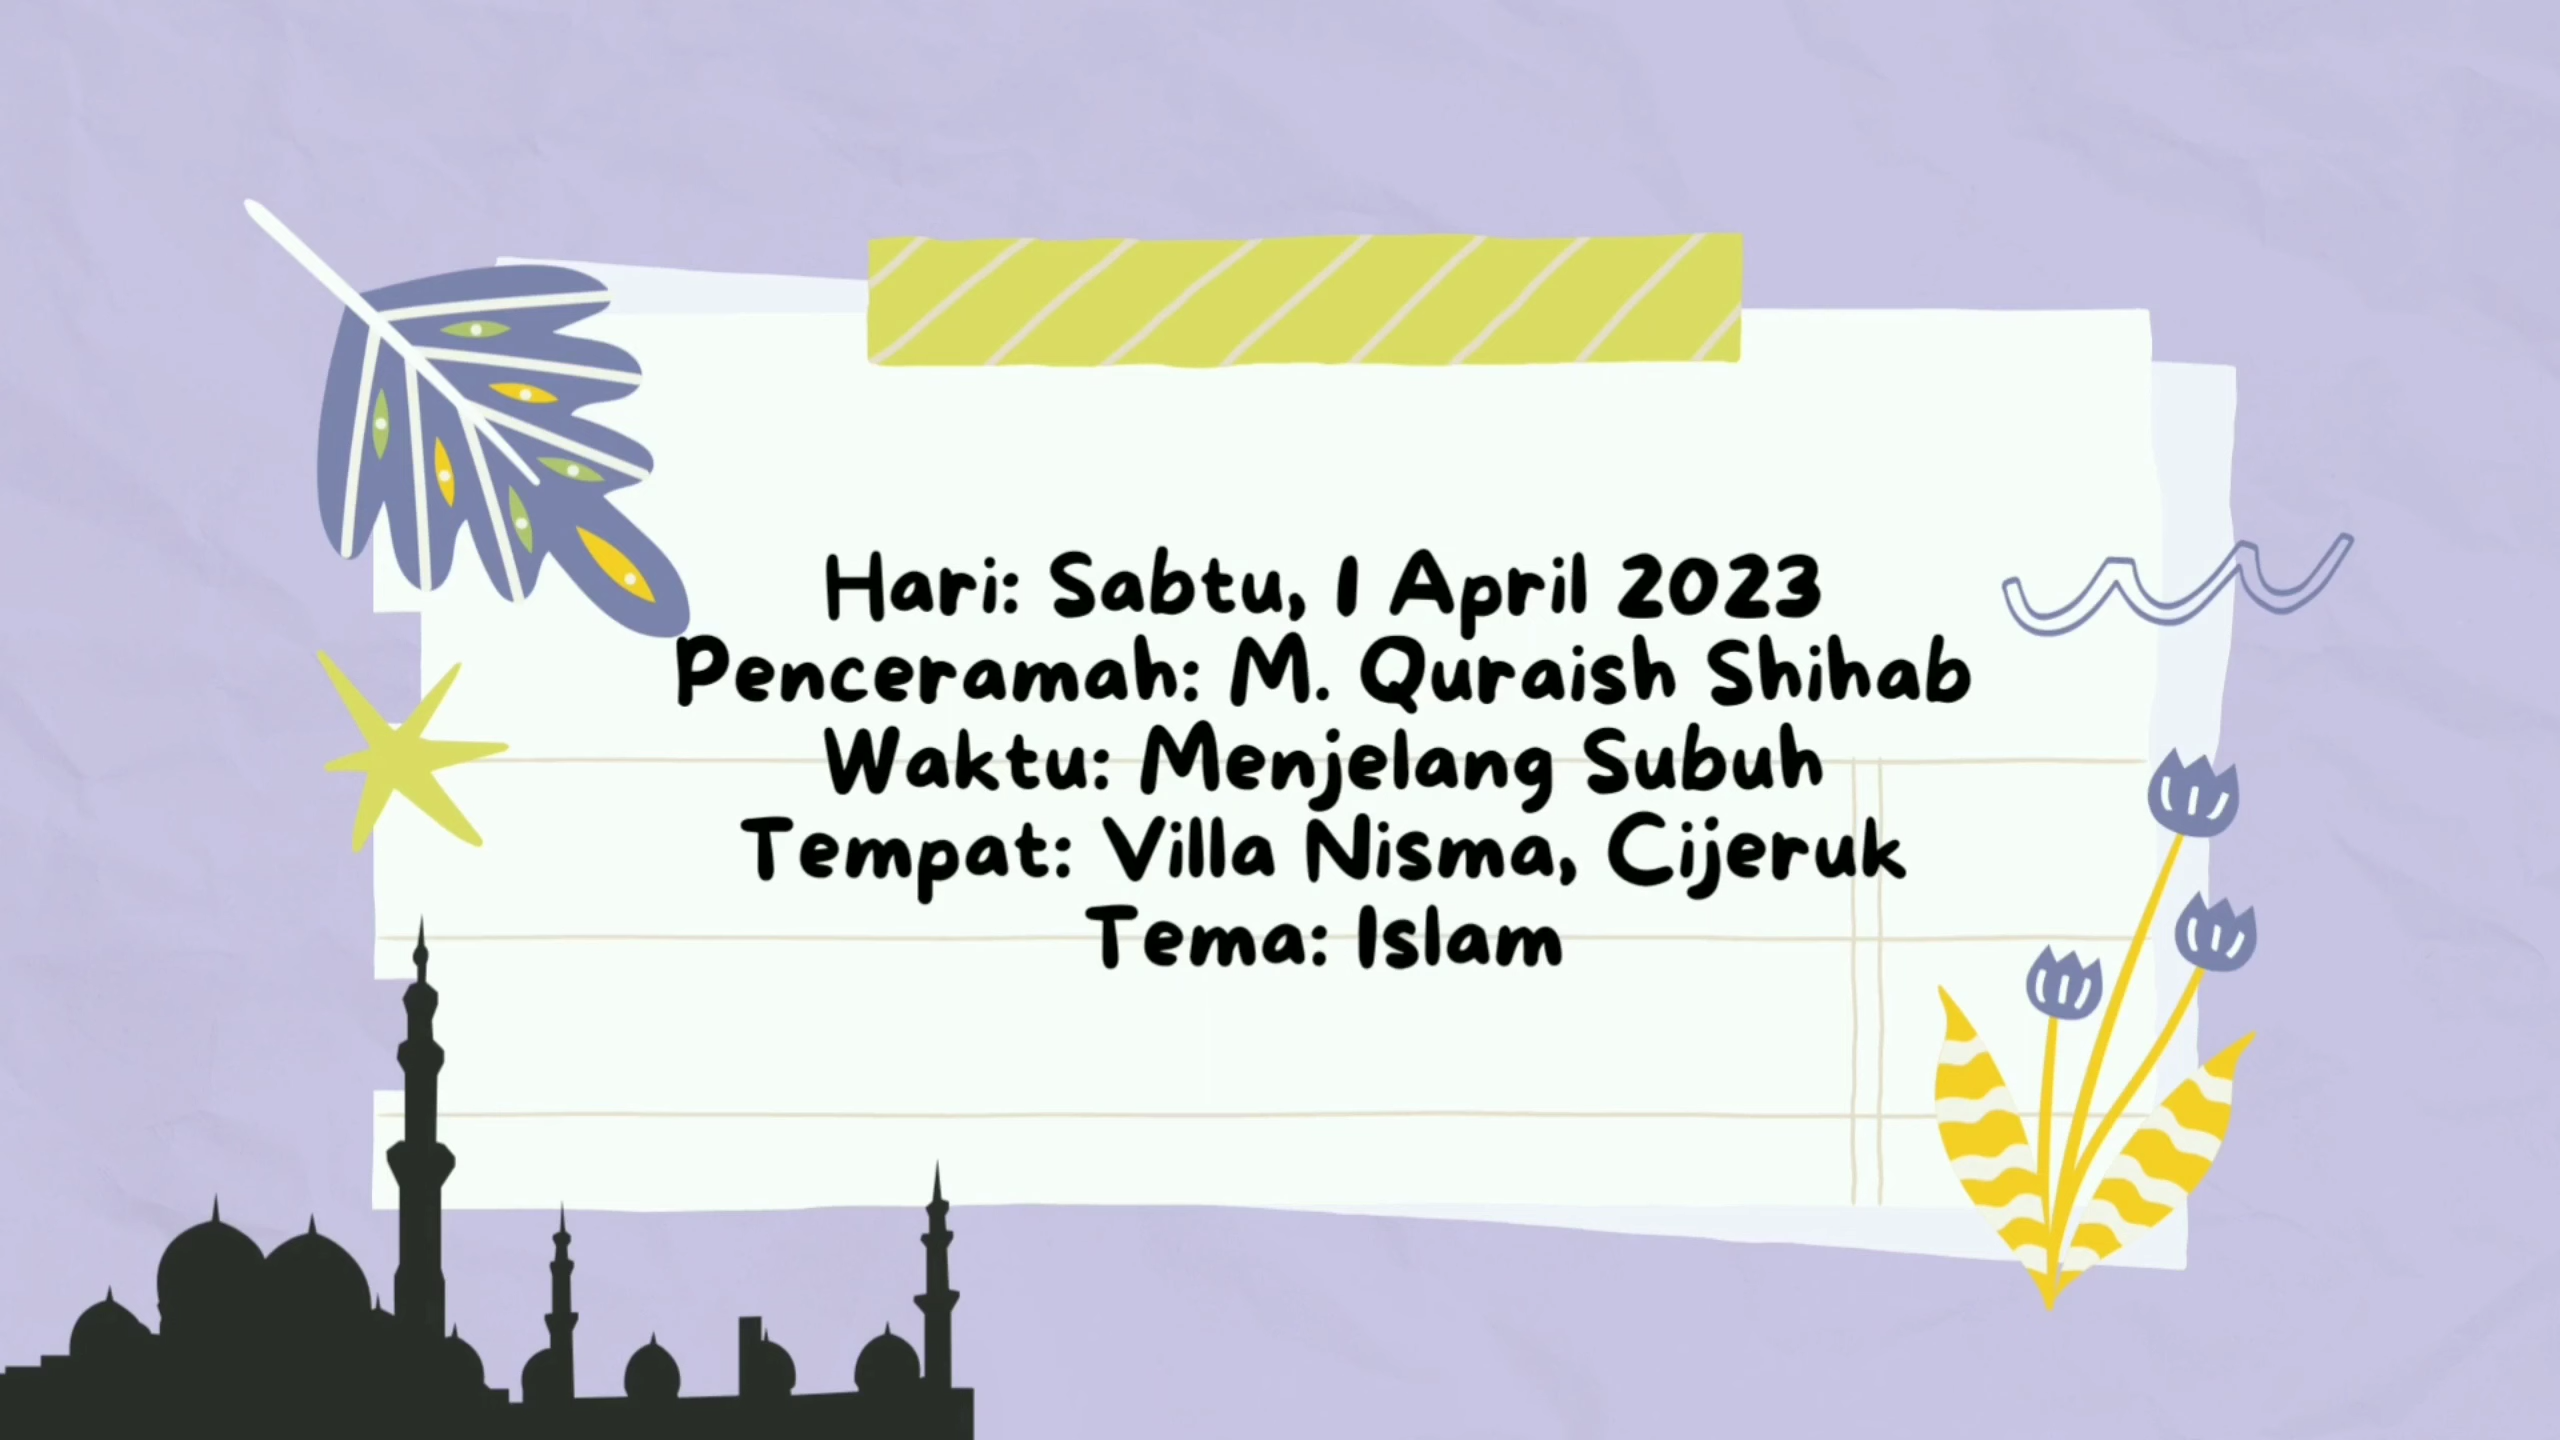 Hari: Sabtu, 1 April 2023
Penceramah: M. Quraish Shihab
Waktu: Menjelang Subuh
Tempat: Villa Nisma, Cijeruk
Tema: Islam